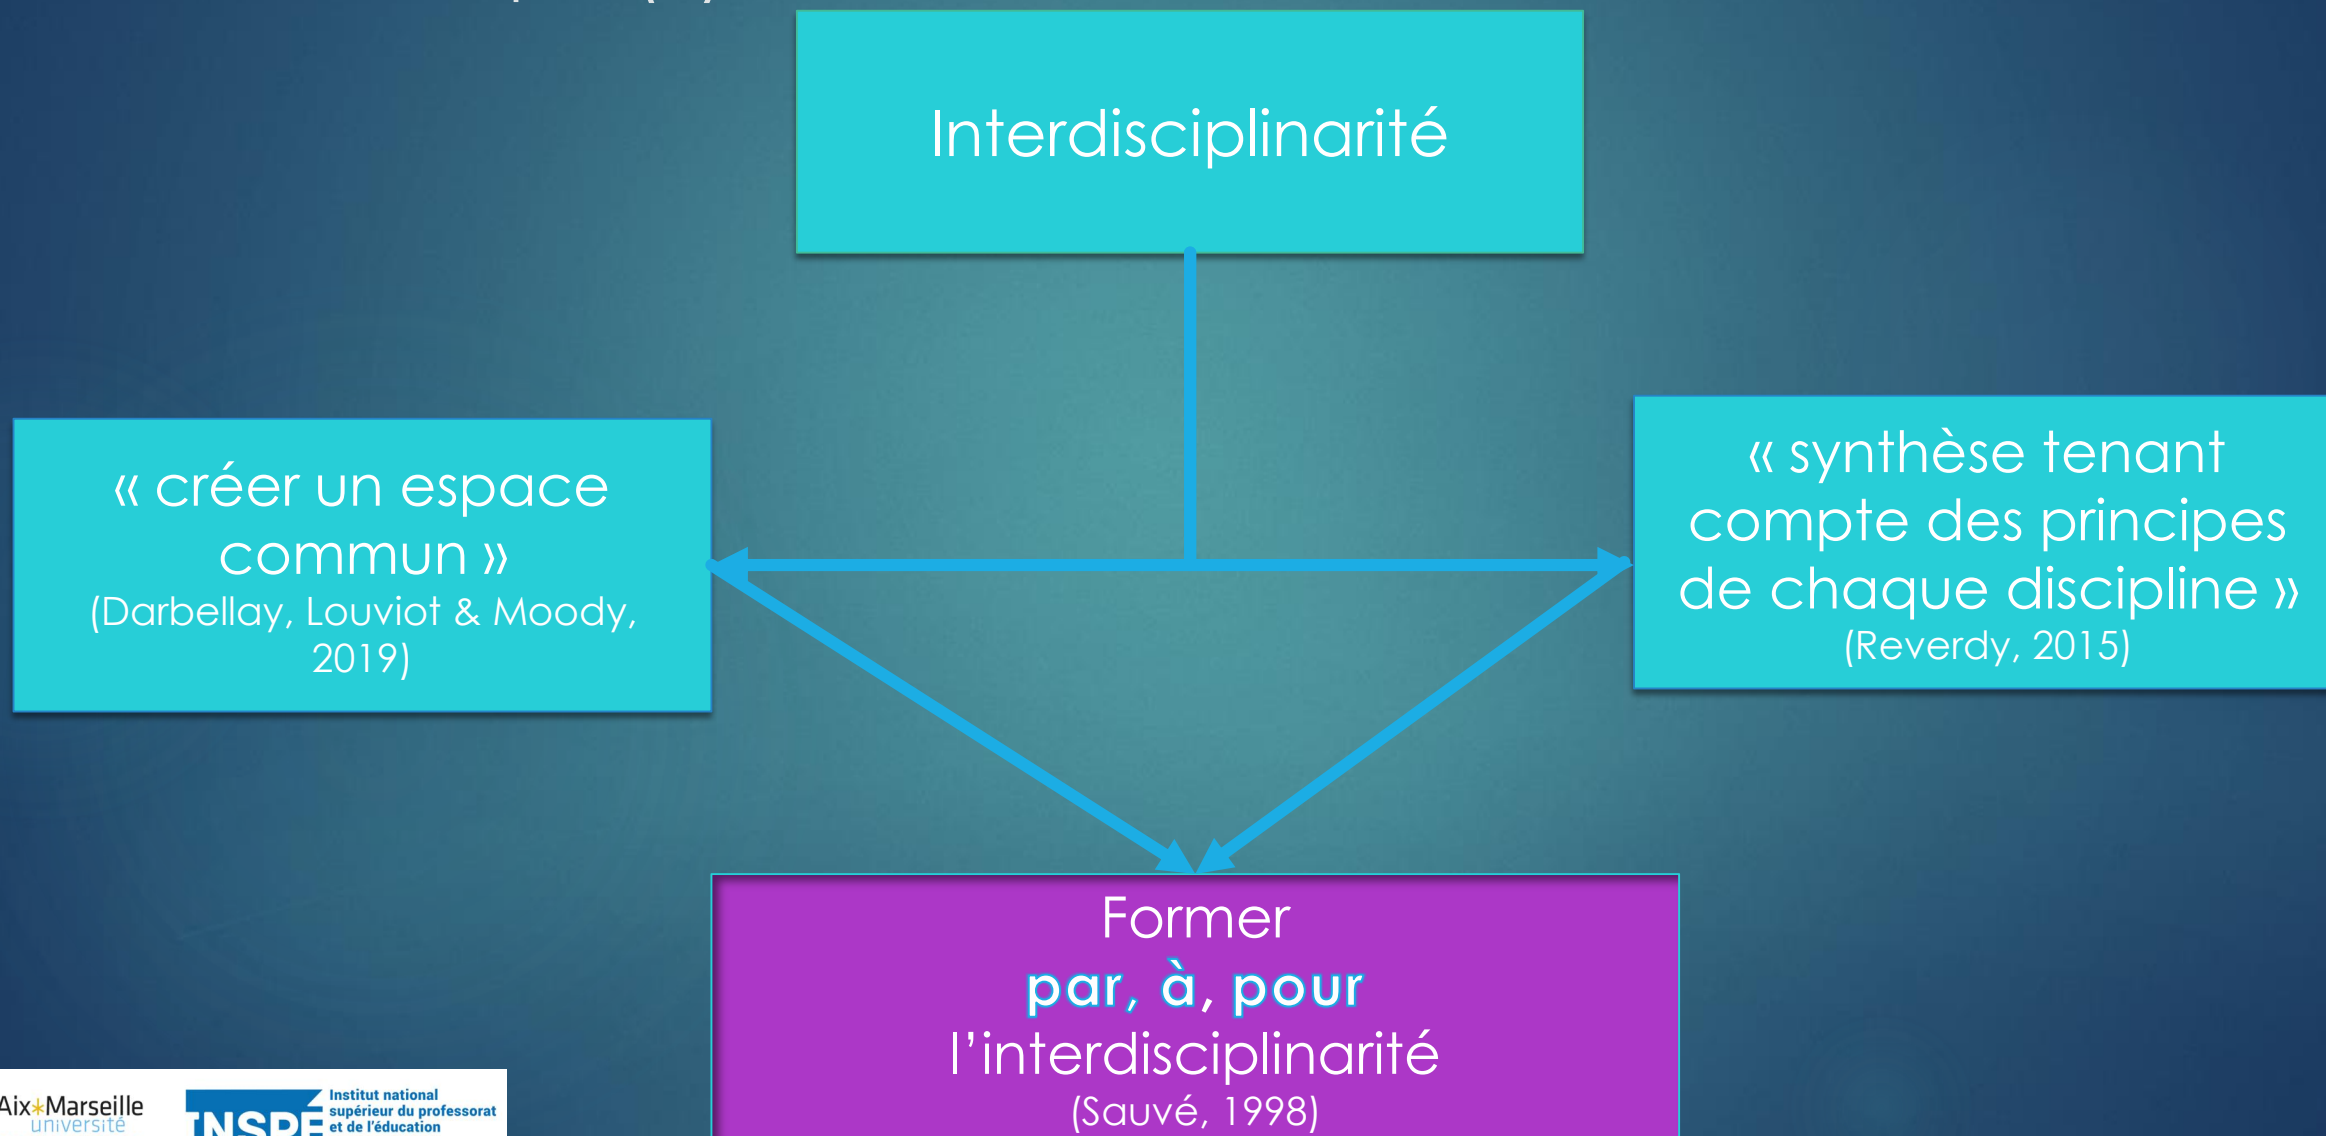 Interdisciplinarité
« créer un espace
commun »
(Darbellay, Louviot & Moody,
2019)
« synthèse tenant
compte des principes
de chaque discipline »
(Reverdy, 2015)
Former
par, à, pour
l’interdisciplinarité
(Sauvé, 1998)
Aix*Marseille
université
INSPÉ
Institut national
supérieur du professorat
et de l'éducation